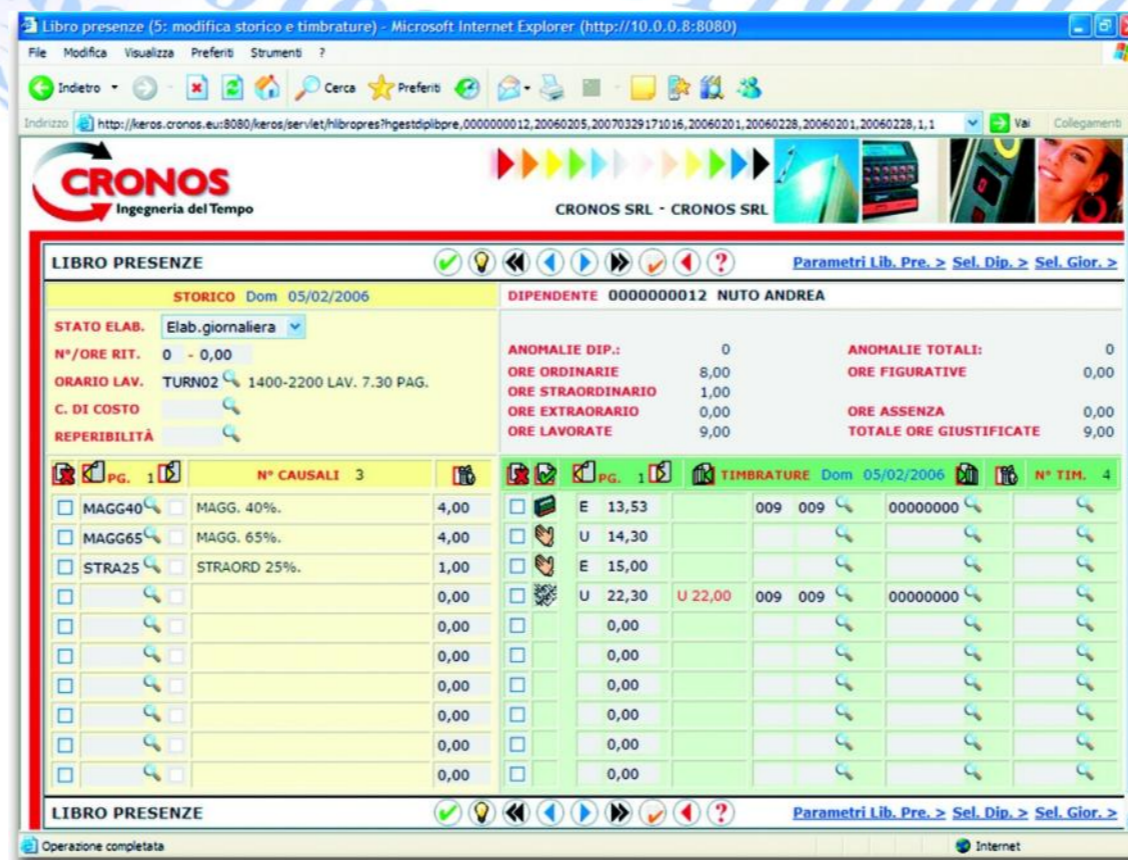 Libro presenze (5: modifica storico e timbrature) - Microsoft Internet Explorer (http://10.0.0.8:8080)
File Modifica Visualizza Preferiti Strumenti ?
Indietro Cerca Preferiti
Indirizzo http://keros.cronos.eu:8080/keros/servlet/hlibropres?hgestdiplibpre,0000000012,20060205,20070329171016,20060201,20060228,20060201,20060228,1,1 Vai Collegamenti
CRONOS
Ingegneria del Tempo
CRONOS SRL - CRONOS SRL
LIBRO PRESENZE ? Parametri Lib. Pre. > Sel. Dip. > Sel. Gior. >
STORICO Dom 05/02/2006
STATO ELAB. Elab.giornaliera
N°/ORE RIT. 0 - 0,00
ORARIO LAV. TURN02 1400-2200 LAV. 7.30 PAG.
C. DI COSTO
REPERIBILITÀ
DIPENDENTE 0000000012 NUTO ANDREA
ANOMALIE DIP.: 0 ANOMALIE TOTALI: 0
ORE ORDINARIE 8,00 ORE FIGURATIVE 0,00
ORE STRAORDINARIO 1,00
ORE EXTRAORARIO 0,00 ORE ASSENZA 0,00
ORE LAVORATE 9,00 TOTALE ORE GIUSTIFICATE 9,00
PG. 1 N° CAUSALI 3
MAGG40 MAGG. 40%. 4,00
MAGG65 MAGG. 65%. 4,00
STRA25 STRAORD 25%. 1,00
0,00
0,00
0,00
0,00
0,00
0,00
0,00
PG. 1 TIMBRATURE Dom 05/02/2006 N° TIM. 4
E 13,53 009 009 00000000
U 14,30
E 15,00
U 22,30 U 22,00 009 009 00000000
0,00
0,00
0,00
0,00
0,00
0,00
LIBRO PRESENZE ? Parametri Lib. Pre. > Sel. Dip. > Sel. Gior. >
Operazione completata Internet